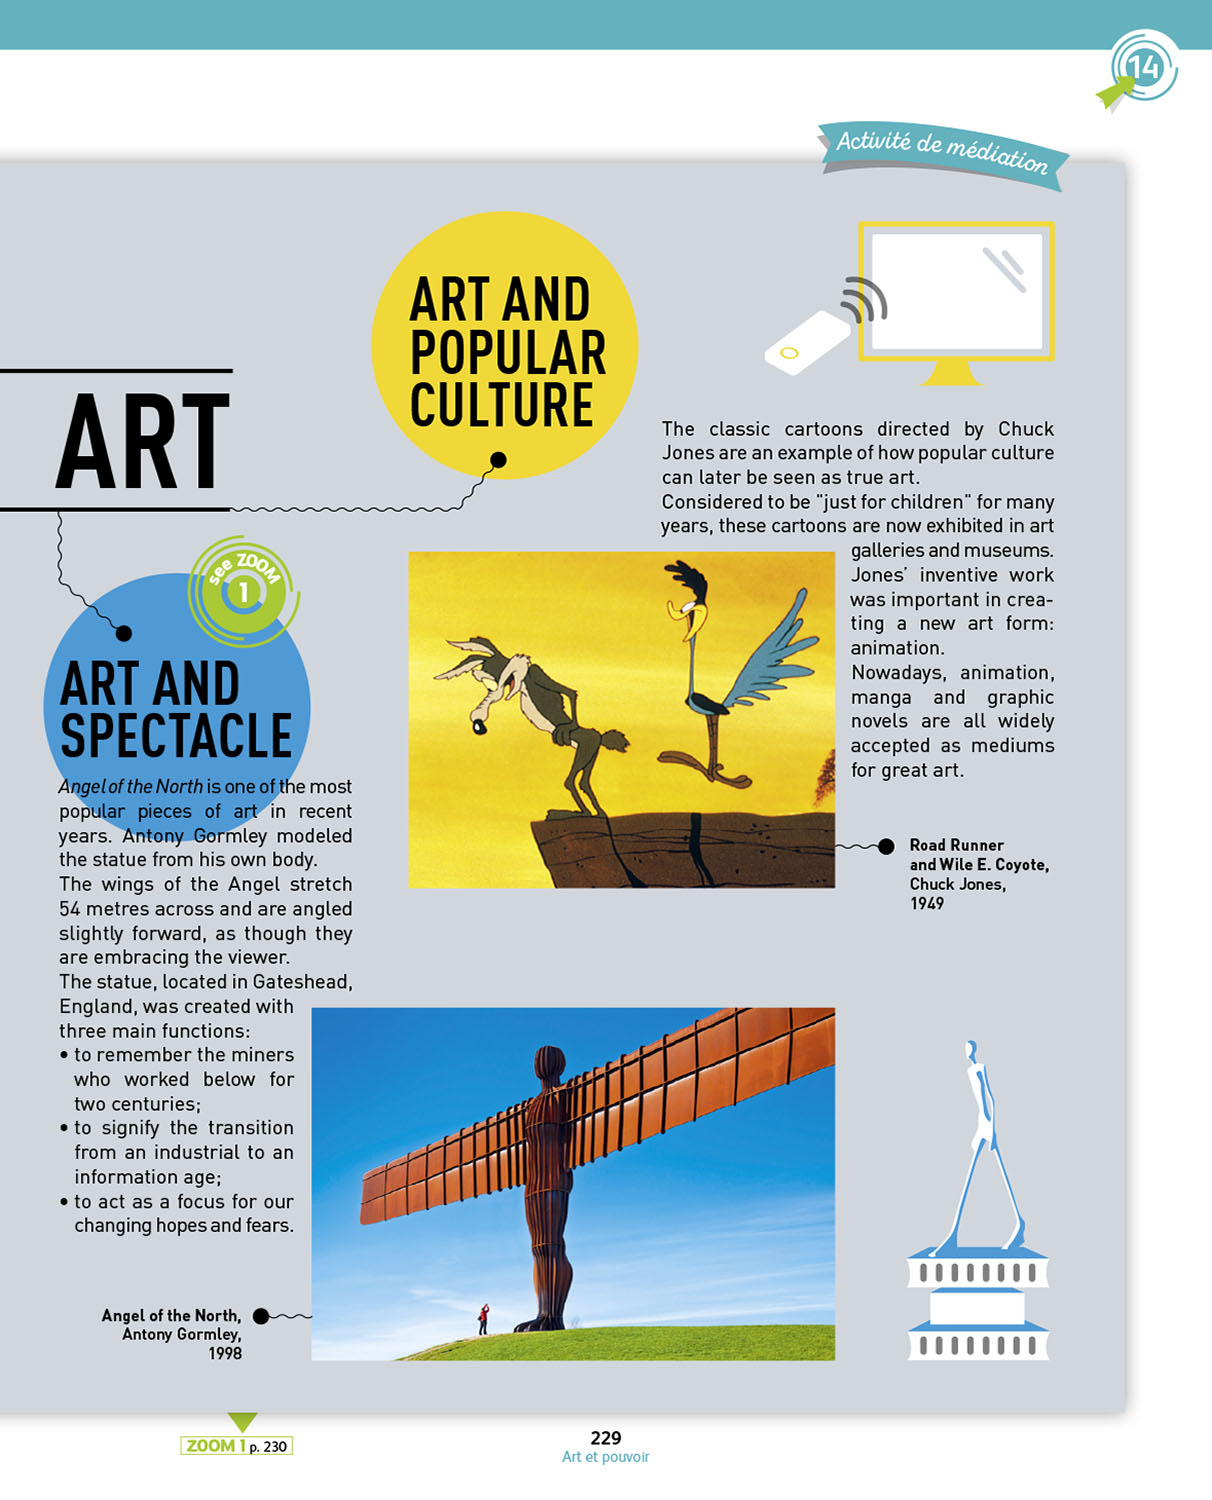 14
Activité de médiation
ART AND
POPULAR
CULTURE
ART
The classic cartoons directed by Chuck
Jones are an example of how popular culture
can later be seen as true art.
Considered to be "just for children" for many
years, these cartoons are now exhibited in art
galleries and museums.
Jones’ inventive work
was important in crea-
ting a new art form:
animation.
Nowadays, animation,
manga and graphic
novels are all widely
accepted as mediums
for great art.
Road Runner
and Wile E. Coyote,
Chuck Jones,
1949
see ZOOM
1
ART AND
SPECTACLE
Angel of the North is one of the most
popular pieces of art in recent
years. Antony Gormley modeled
the statue from his own body.
The wings of the Angel stretch
54 metres across and are angled
slightly forward, as though they
are embracing the viewer.
The statue, located in Gateshead,
England, was created with
three main functions:
• to remember the miners
who worked below for
two centuries;
• to signify the transition
from an industrial to an
information age;
• to act as a focus for our
changing hopes and fears.
Angel of the North,
Antony Gormley,
1998
ZOOM 1 p. 230
229
Art et pouvoir